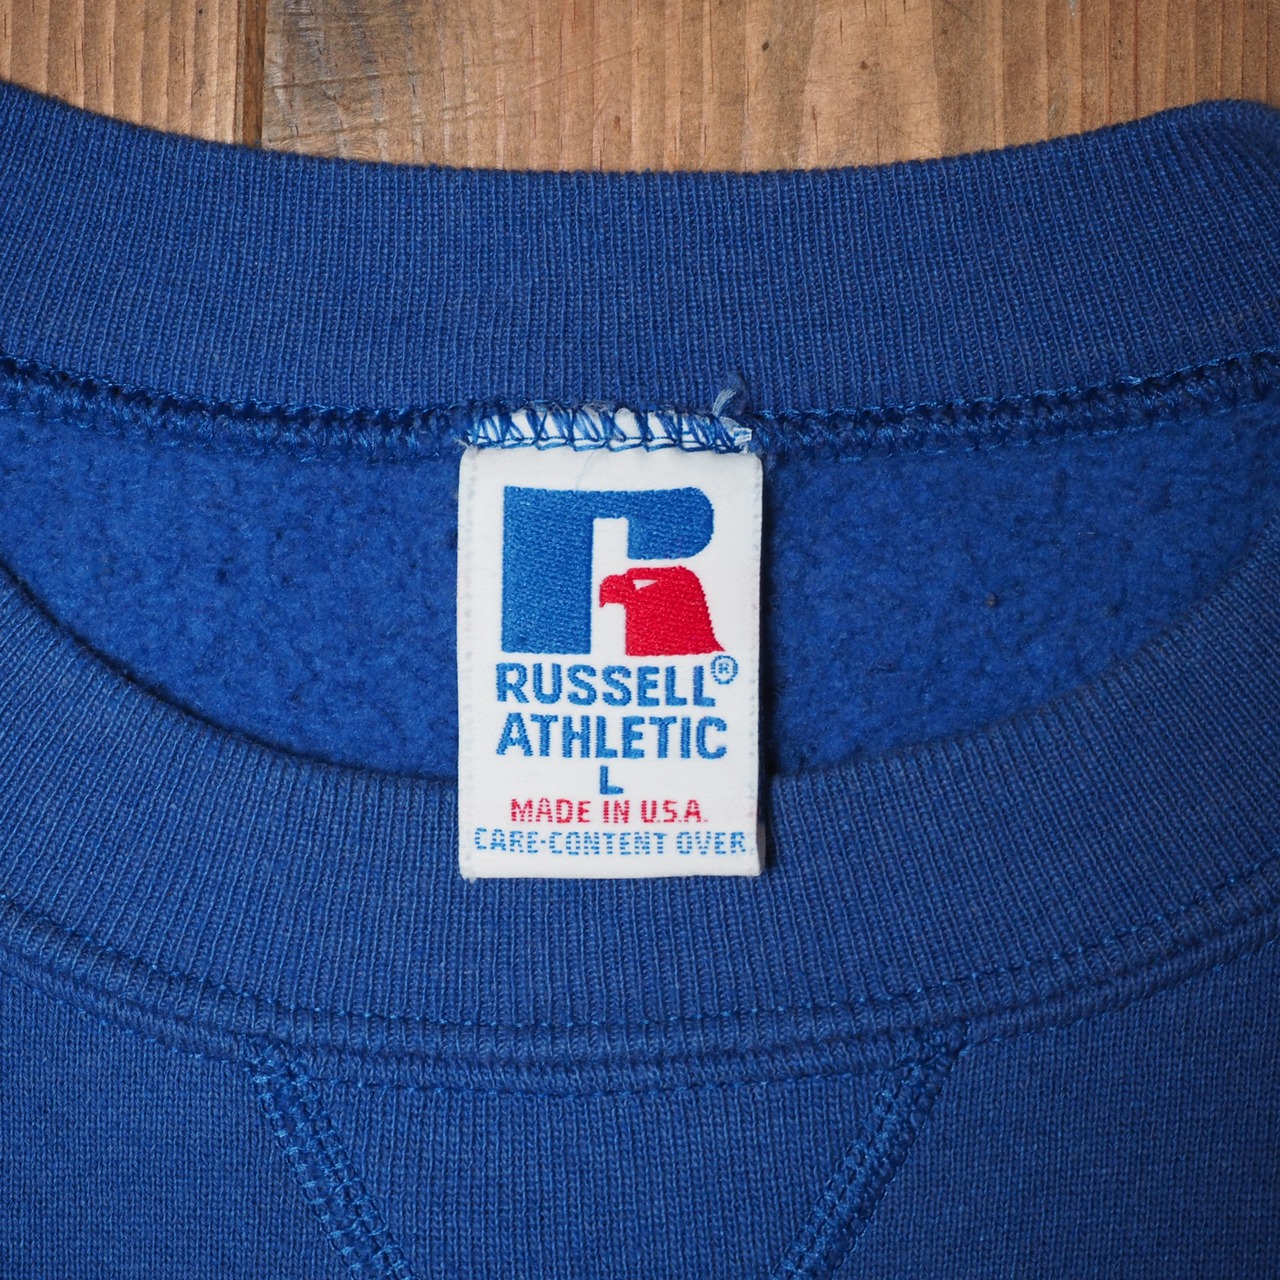 R
RUSSELL®
ATHLETIC
L
MADE IN U.S.A.
CARE-CONTENT OVER